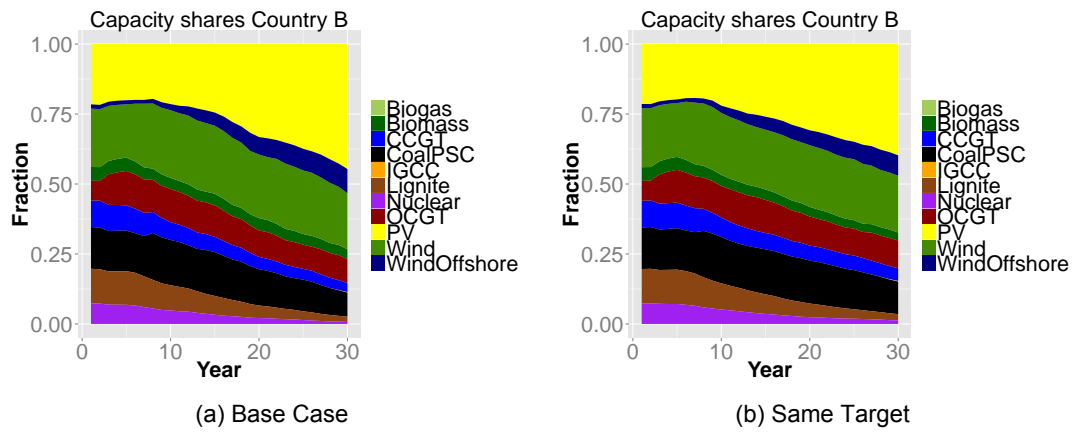 Capacity shares Country B
1.00
0.75
0.50
0.25
0.00
Fraction
0
10
20
30
Year
Biogas
Biomass
CCGT
CoalPSC
IGCC
Lignite
Nuclear
OCGT
PV
Wind
WindOffshore
(a) Base Case
Capacity shares Country B
1.00
0.75
0.50
0.25
0.00
Fraction
0
10
20
30
Year
Biogas
Biomass
CCGT
CoalPSC
IGCC
Lignite
Nuclear
OCGT
PV
Wind
WindOffshore
(b) Same Target